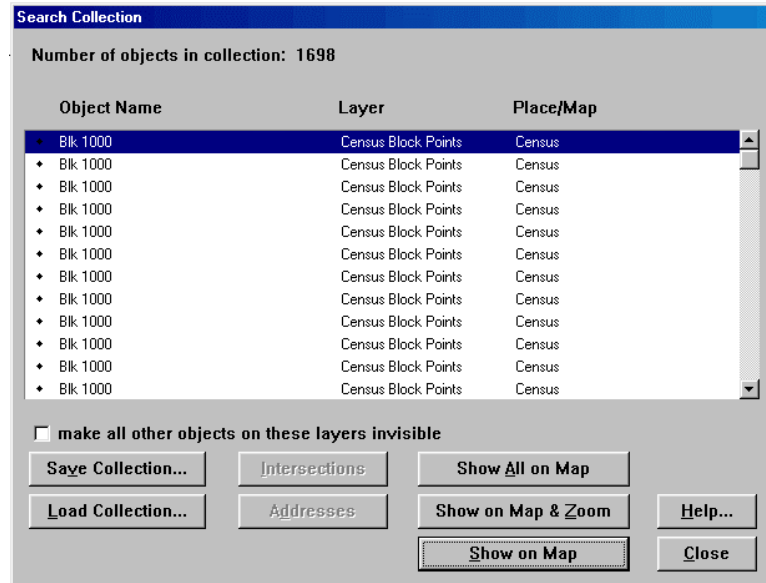 Search Collection
Number of objects in collection: 1698
Object Name Layer Place/Map
Blk 1000 Census Block Points Census
Blk 1000 Census Block Points Census
Blk 1000 Census Block Points Census
Blk 1000 Census Block Points Census
Blk 1000 Census Block Points Census
Blk 1000 Census Block Points Census
Blk 1000 Census Block Points Census
Blk 1000 Census Block Points Census
Blk 1000 Census Block Points Census
Blk 1000 Census Block Points Census
Blk 1000 Census Block Points Census
Blk 1000 Census Block Points Census
make all other objects on these layers invisible
Save Collection... Intersections Show All on Map
Load Collection... Addresses Show on Map & Zoom Help...
Show on Map Close